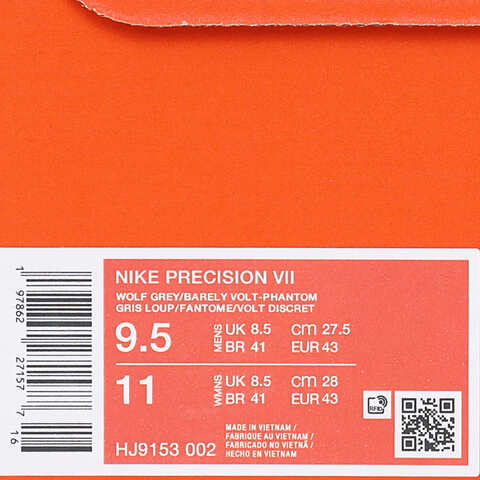 NIKE PRECISION VII
WOLF GREY/BARELY VOLT-PHANTOM
GRIS LOUP/FANTOME/VOLT DISCRET
9.5 MENS UK 8.5 CM 27.5
BR 41 EUR 43
11 WMNS UK 8.5 CM 28
BR 41 EUR 43
RFID
HJ9153 002
MADE IN VIETNAM /
FABRIQUE AU VIETNAM /
FABRICADO NO VIETNÃ /
HECHO EN VIETNAM
1 97862 27157 7 16